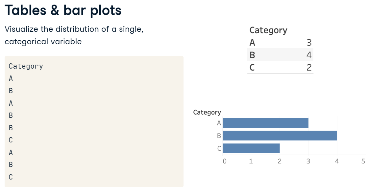 Tables & bar plots
Visualize the distribution of a single,
categorical variable
Category
A
B
A
B
B
C
A
B
C
Category
A 3
B 4
C 2
Category
A
B
C
0 1 2 3 4 5